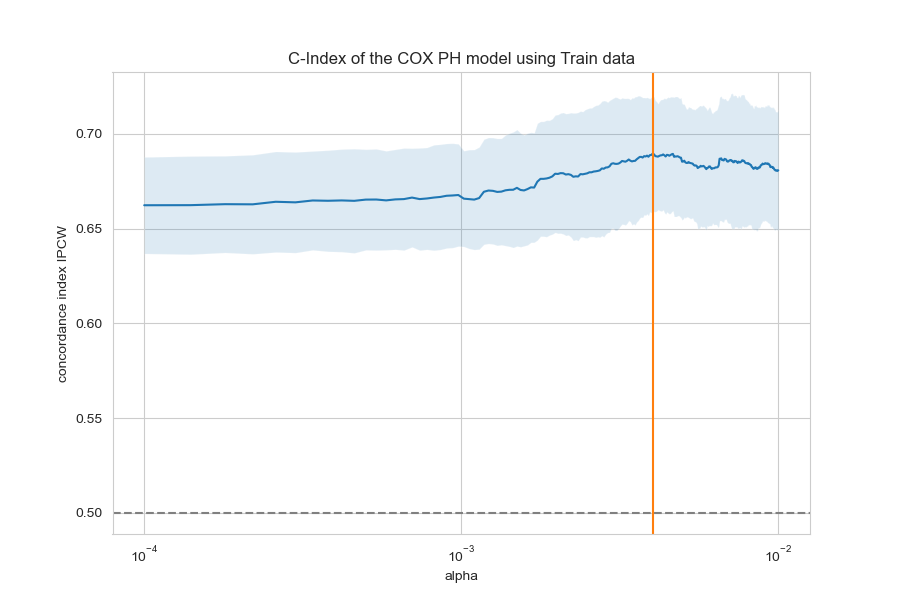 C-Index of the COX PH model using Train data
concordance index IPCW
0.70
0.65
0.60
0.55
0.50
10⁻⁴
10⁻³
10⁻²
alpha